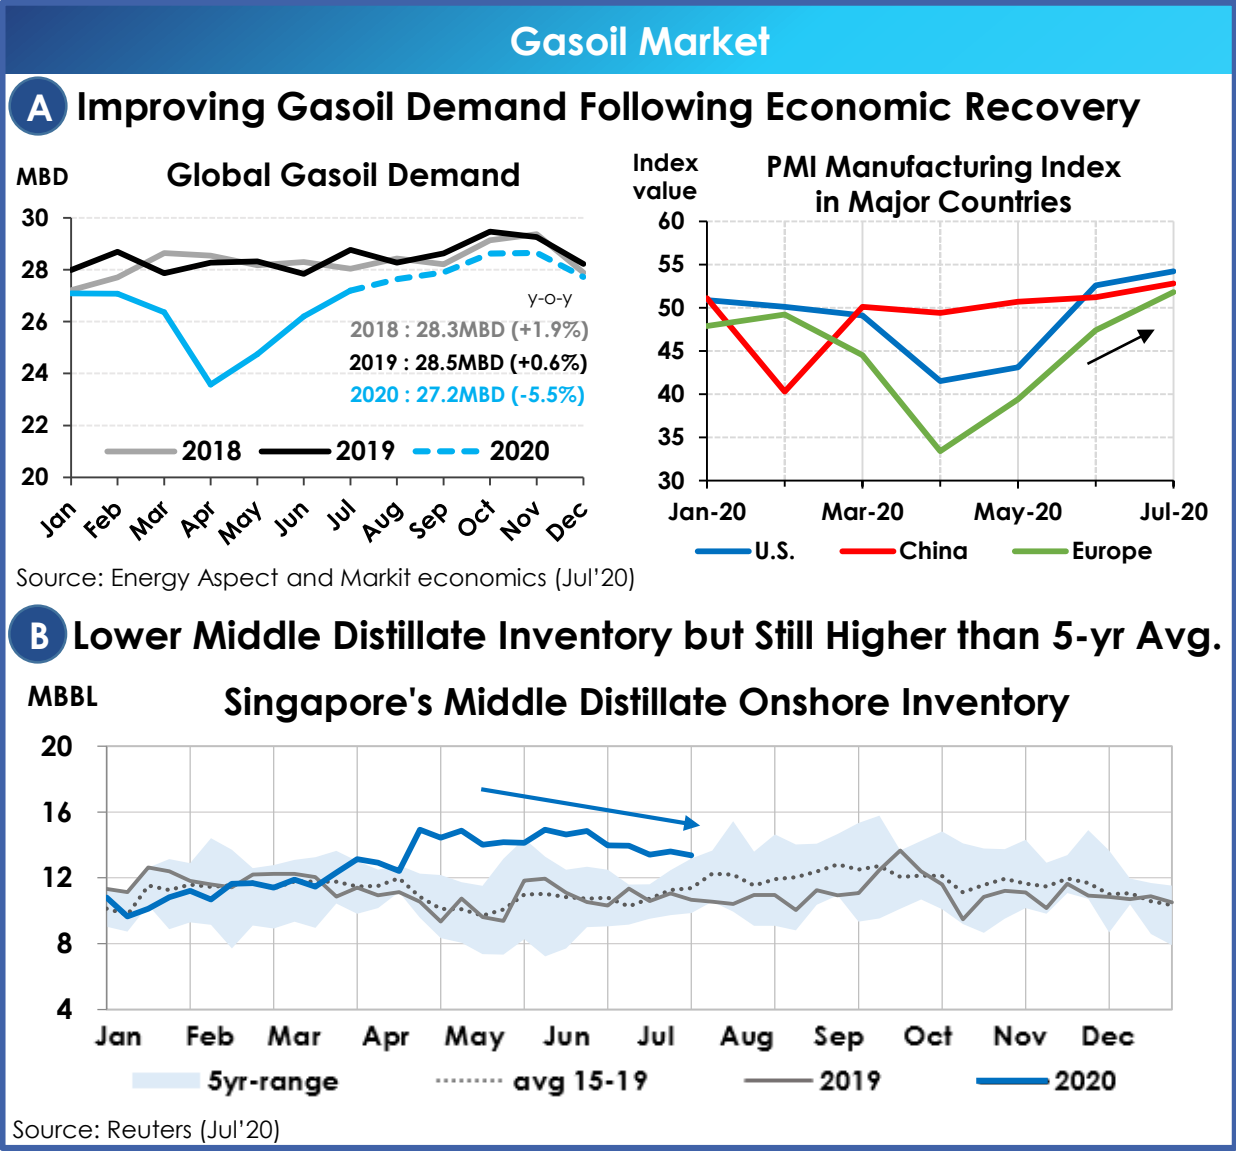 Gasoil Market
A Improving Gasoil Demand Following Economic Recovery
MBD
Global Gasoil Demand
30
28
26
24
22
20
y-o-y
2018 : 28.3MBD (+1.9%)
2019 : 28.5MBD (+0.6%)
2020 : 27.2MBD (-5.5%)
2018 2019 2020
Jan Feb Mar Apr May Jun Jul Aug Sep Oct Nov Dec
Index
value
PMI Manufacturing Index
in Major Countries
60
55
50
45
40
35
30
Jan-20 Mar-20 May-20 Jul-20
U.S. China Europe
Source: Energy Aspect and Markit economics (Jul’20)
B Lower Middle Distillate Inventory but Still Higher than 5-yr Avg.
MBBL
Singapore's Middle Distillate Onshore Inventory
20
16
12
8
4
Jan Feb Mar Apr May Jun Jul Aug Sep Oct Nov Dec
5yr-range avg 15-19 2019 2020
Source: Reuters (Jul’20)